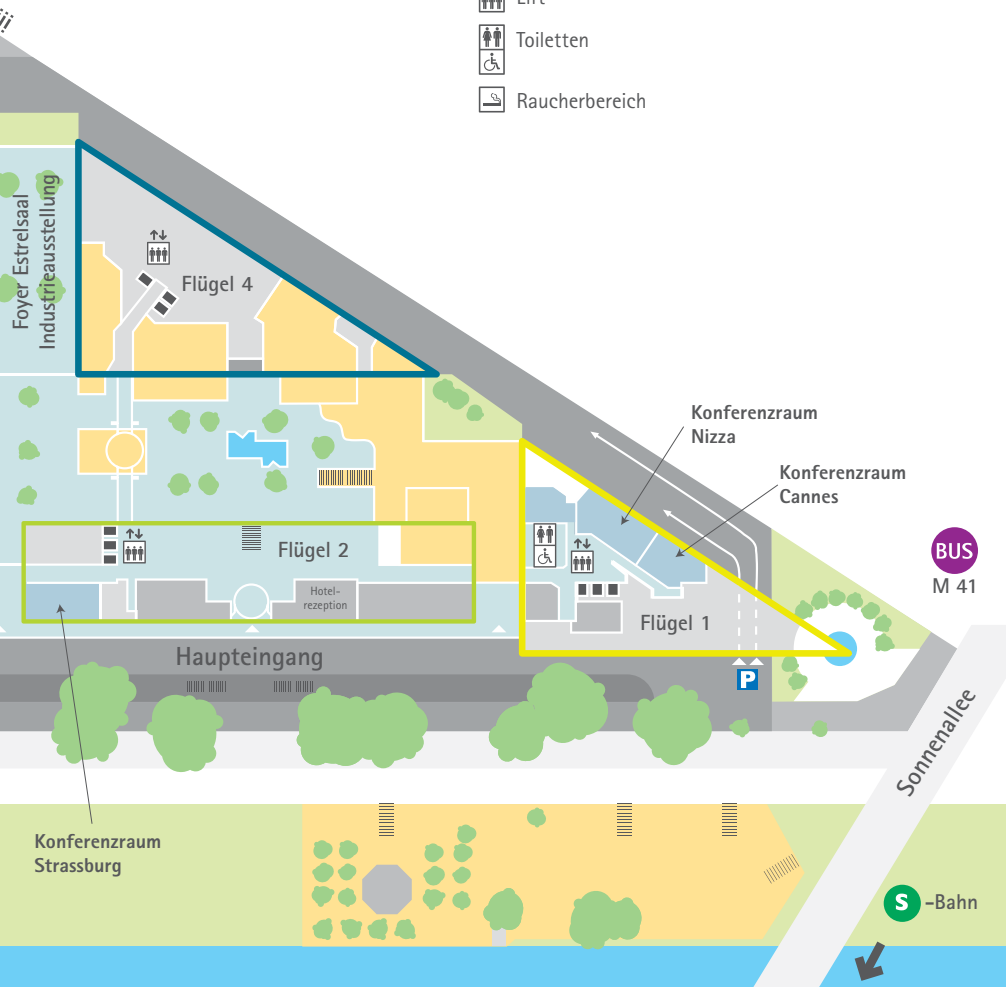 Lift
Toiletten
Raucherbereich
Foyer Estrelsaal
Industrieausstellung
Flügel 4
Konferenzraum
Nizza
Konferenzraum
Cannes
BUS
M 41
Flügel 2
Hotel-
rezeption
Flügel 1
Haupteingang
P
Sonnenallee
Konferenzraum
Strassburg
S -Bahn